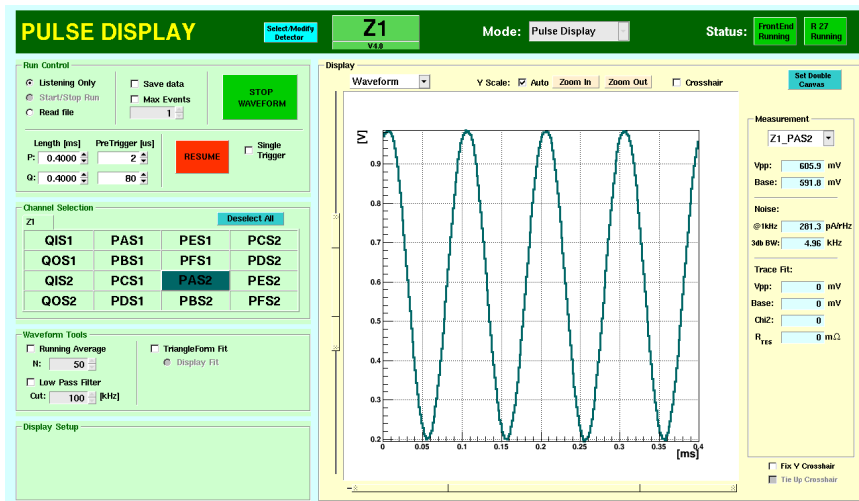 PULSE DISPLAY
Select/Modify
Detector
Z1
V4.0
Mode: Pulse Display
Status:
FrontEnd
Running
R 27
Running
Run Control
Listening Only
Start/Stop Run
Read file
Save data
Max Events
1
STOP
WAVEFORM
Length [ms] PreTrigger [us]
P: 0.4000 2
Q: 0.4000 80
RESUME
Single
Trigger
Channel Selection
Z1
Deselect All
QIS1 PAS1 PES1 PCS2
QOS1 PBS1 PFS1 PDS2
QIS2 PCS1 PAS2 PES2
QOS2 PDS1 PBS2 PFS2
Waveform Tools
Running Average
N: 50
Low Pass Filter
Cut: 100 [kHz]
TriangleForm Fit
Display Fit
Display Setup
Display
Waveform
Y Scale: Auto Zoom In Zoom Out Crosshair
Set Double
Canvas
[V]
0.9
0.8
0.7
0.6
0.5
0.4
0.3
0.2
0 0.05 0.1 0.15 0.2 0.25 0.3 0.35 0.4
[ms]
Measurement
Z1_PAS2
Vpp: 605.9 mV
Base: 591.8 mV
Noise:
@1kHz 281.3 pA/rHz
3db BW: 4.96 kHz
Trace Fit:
Vpp: 0 mV
Base: 0 mV
Chi2: 0
R_TES 0 mΩ
Fix Y Crosshair
Tie Up Crosshair